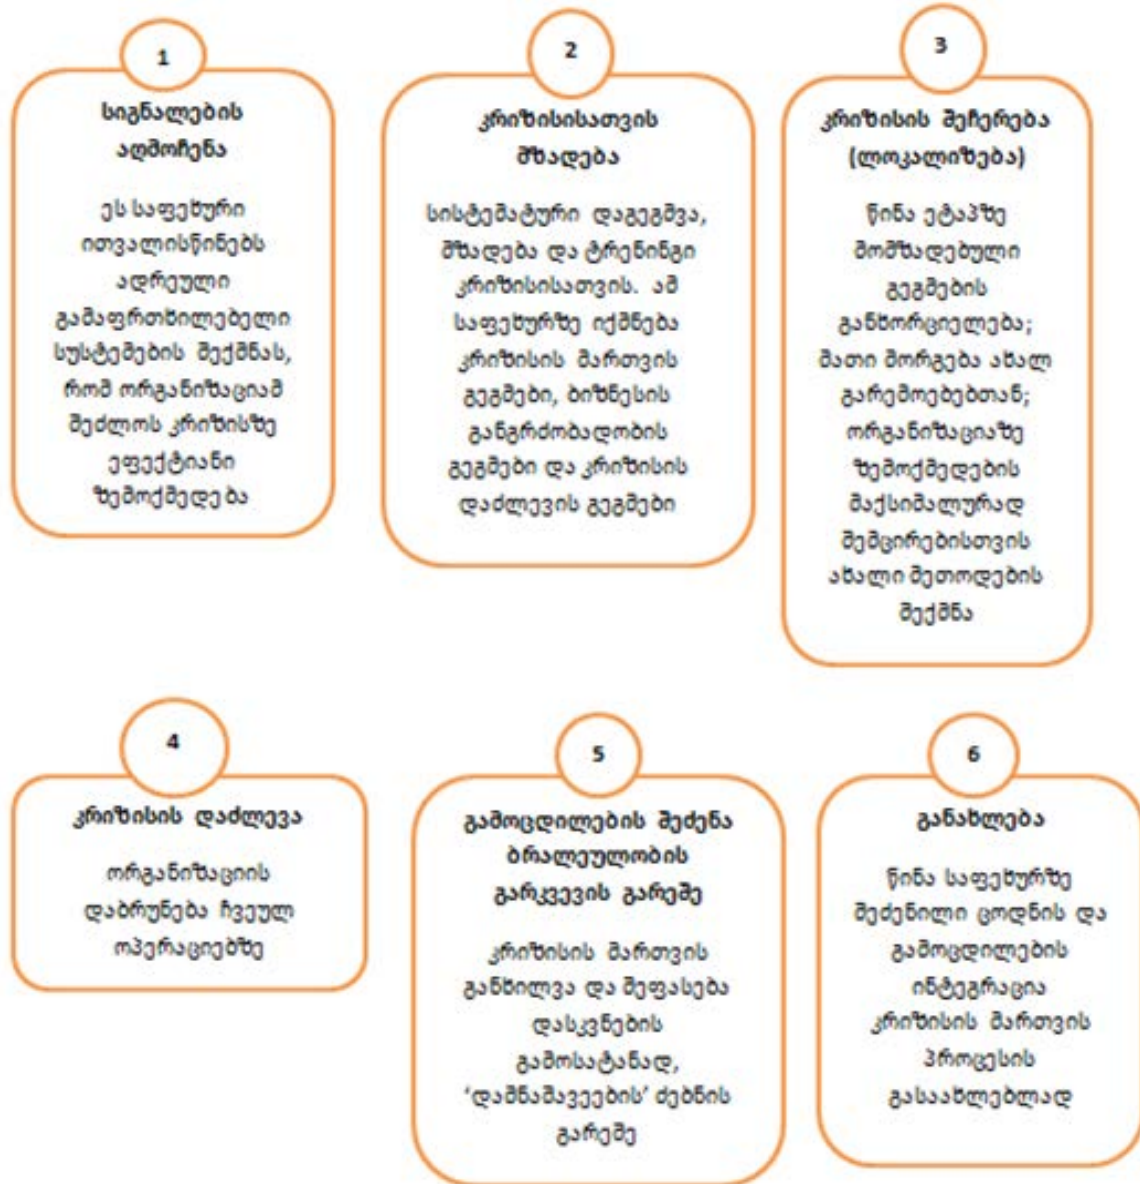 1
სიგნალების
აღმოჩენა
ეს საფეხური
ითვალისწინებს
ადრეული
გამაფრთხილებელი
სუსტემების შექმნას,
რომ ორგანიზაციამ
შეძლოს კრიზისზე
ეფექტიანი
ზემოქმედება
2
კრიზისისათვის
მზადება
სისტემატური დაგეგმვა,
მზადება და ტრენინგი
კრიზისისათვის. ამ
საფეხურზე იქმნება
კრიზისის მართვის
გეგმები, ბიზნესის
განგრძობადობის
გეგმები და კრიზისის
დაძლევის გეგმები
3
კრიზისის შეჩერება
(ლოკალიზება)
წინა ეტაპზე
მომზადებული
გეგმების
განხორციელება;
მათი მორგება ახალ
გარემოებებთან;
ორგანიზაციაზე
ზემოქმედების
მაქსიმალურად
შემცირებისთვის
ახალი მეთოდების
შექმნა
4
კრიზისის დაძლევა
ორგანიზაციის
დაბრუნება ჩვეულ
ოპერაციებზე
5
გამოცდილების შეძენა
ბრალეულობის
გარკვევის გარეშე
კრიზისის მართვის
განხილვა და შეფასება
დასკვნების
გამოსატანად,
‘დამნაშავეების’ ძებნის
გარეშე
6
განახლება
წინა საფეხურზე
შეძენილი ცოდნის და
გამოცდილების
ინტეგრაცია
კრიზისის მართვის
პროცესის
გასაახლებლად